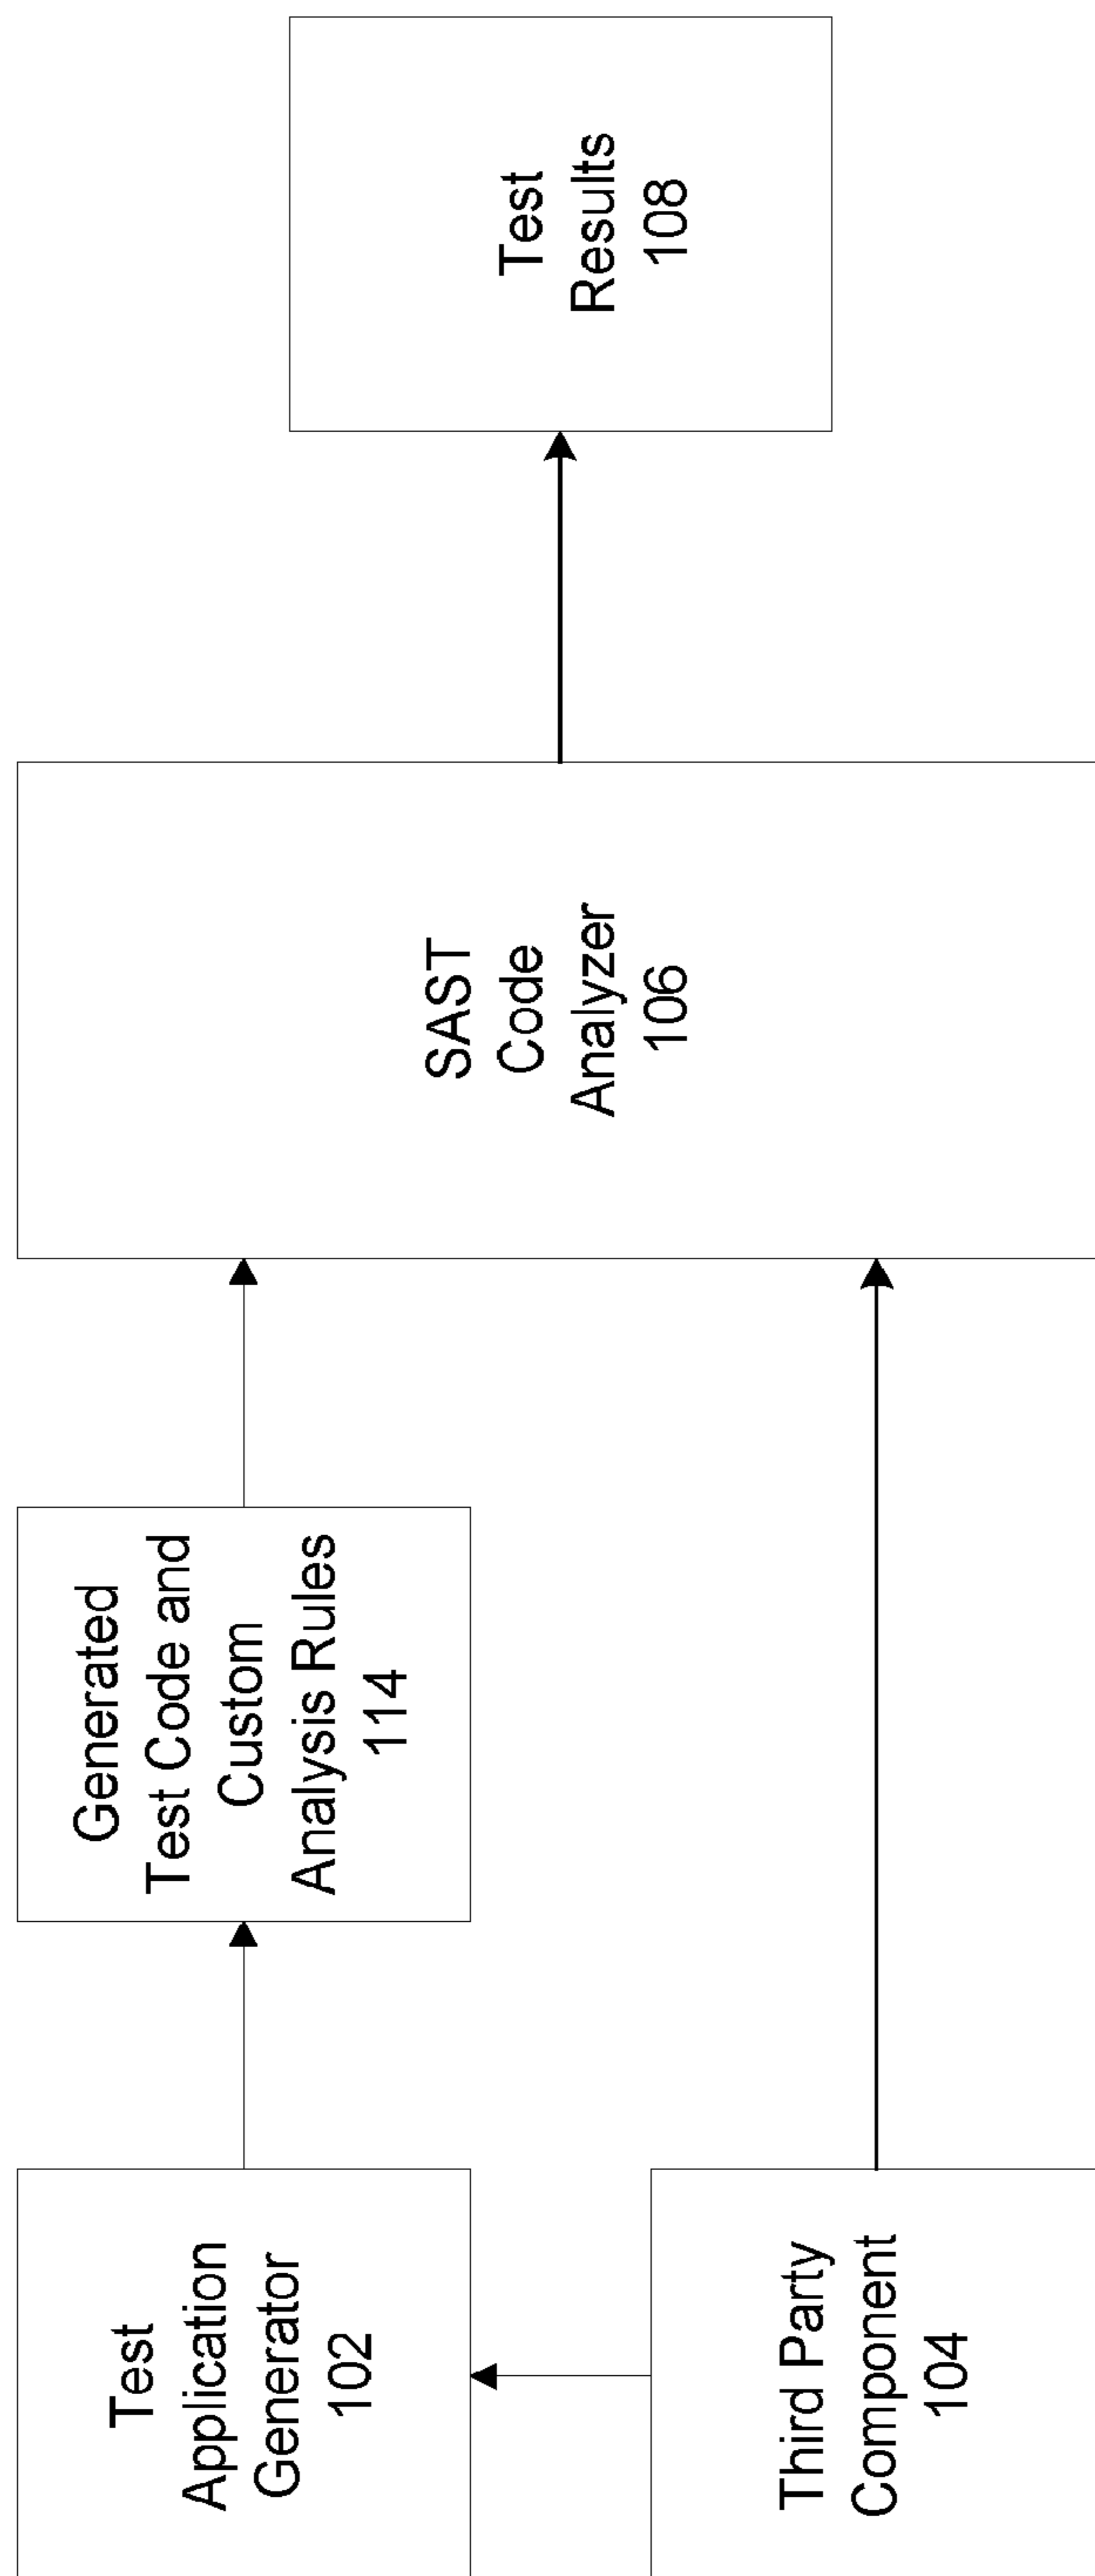 Test
Application
Generator
102
Generated
Test Code and
Custom
Analysis Rules
114
Third Party
Component
104
SAST
Code
Analyzer
106
Test
Results
108